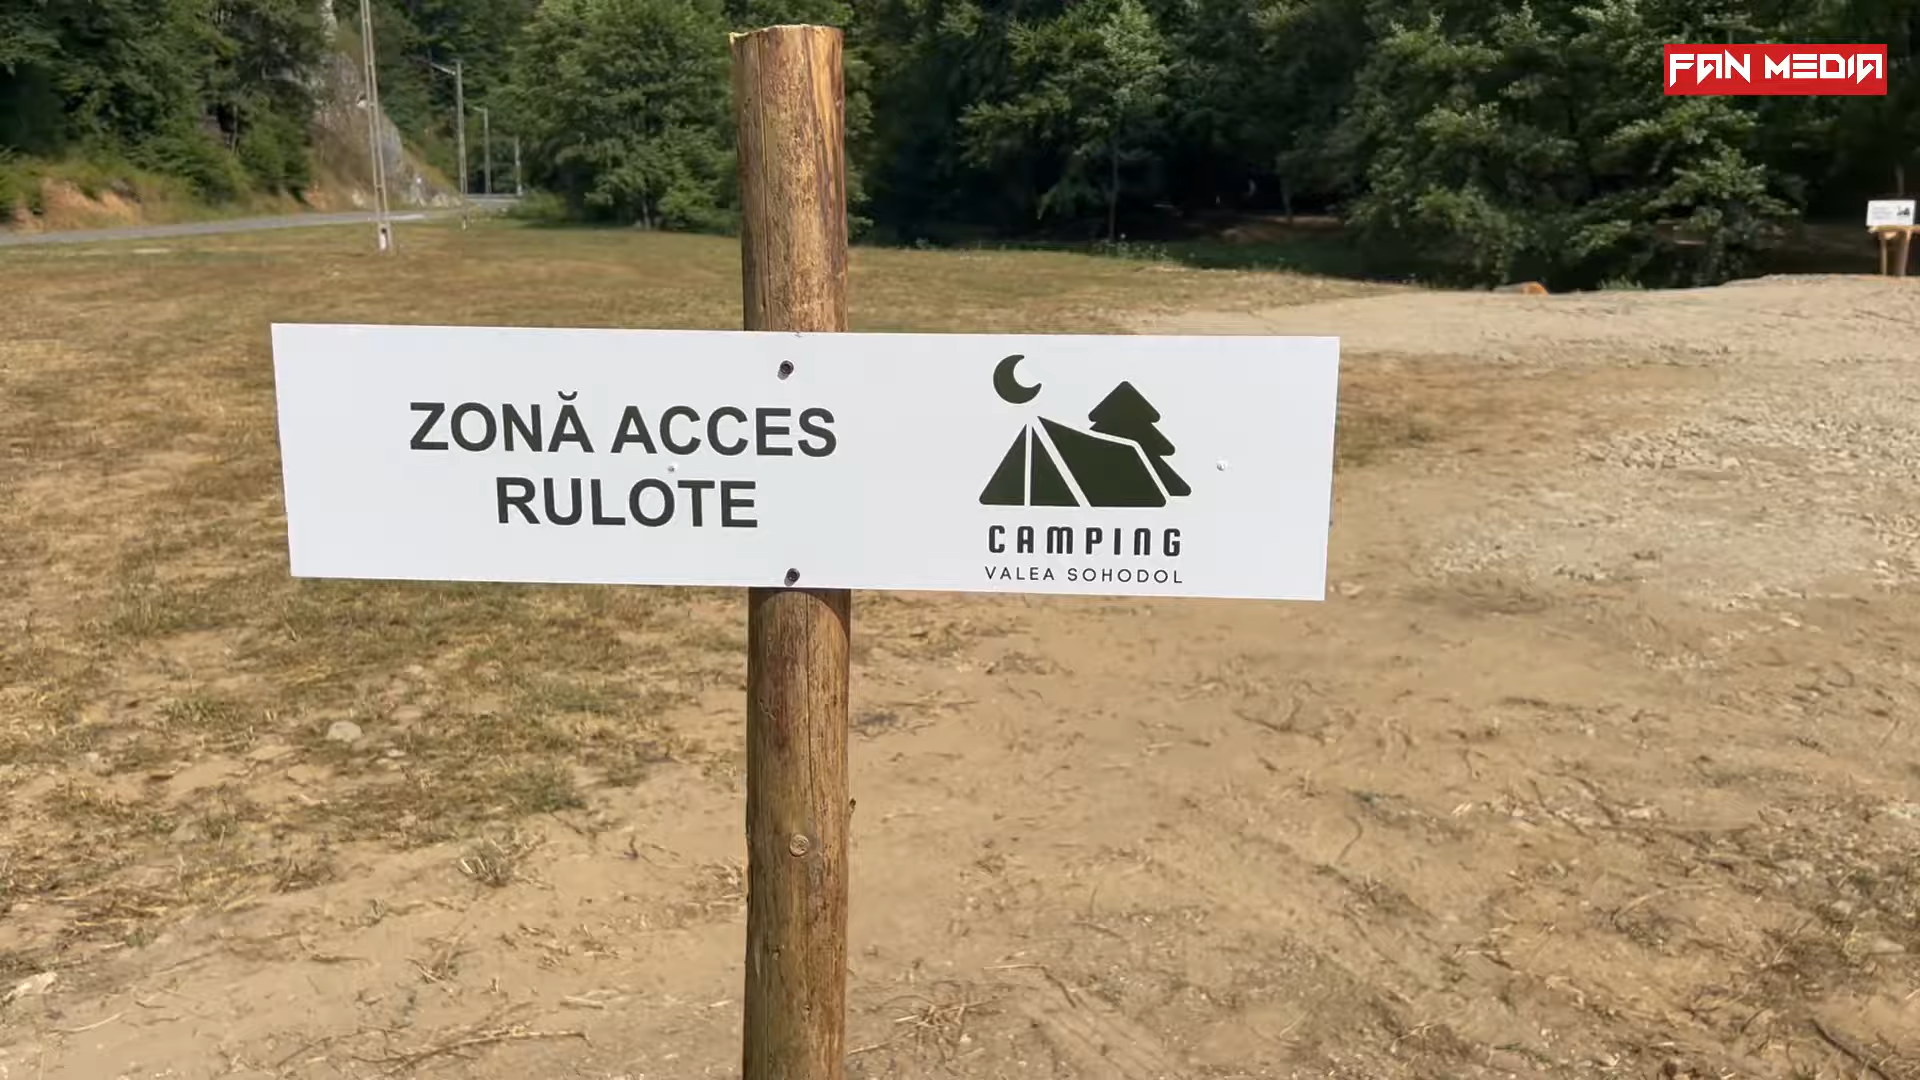 FAN MEDIA
ZONĂ ACCES
RULOTE
CAMPING
VALEA SOHODOL